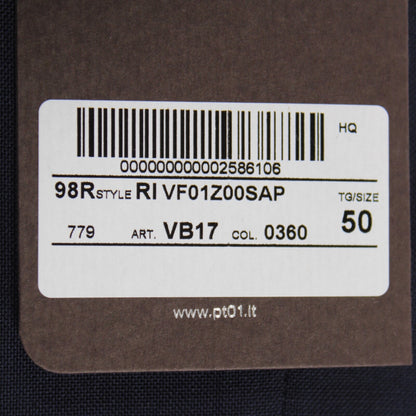 HQ
000000000002586106
98R STYLE RI VF01Z00SAP TG/SIZE
779 ART. VB17 COL. 0360 50
www.pt01.it